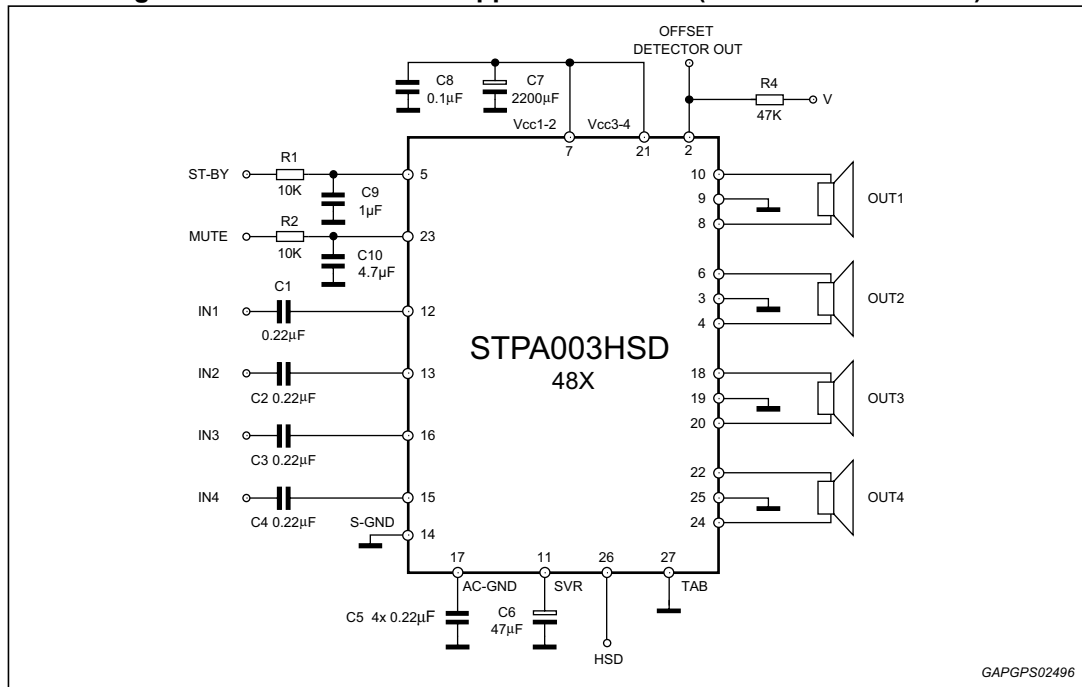 OFFSET
DETECTOR OUT
C8
0.1µF
C7
2200µF
R4
47K
V
Vcc1-2
Vcc3-4
7
21
2
ST-BY
R1
10K
5
C9
1µF
MUTE
R2
10K
23
C10
4.7µF
IN1
C1
0.22µF
12
IN2
C2 0.22µF
13
IN3
C3 0.22µF
16
IN4
C4 0.22µF
15
S-GND
14
STPA003HSD
48X
10
9
8
OUT1
6
3
4
OUT2
18
19
20
OUT3
22
25
24
OUT4
17
11
26
27
AC-GND
SVR
TAB
C5 4x 0.22µF
C6
47µF
HSD
GAPGPS02496